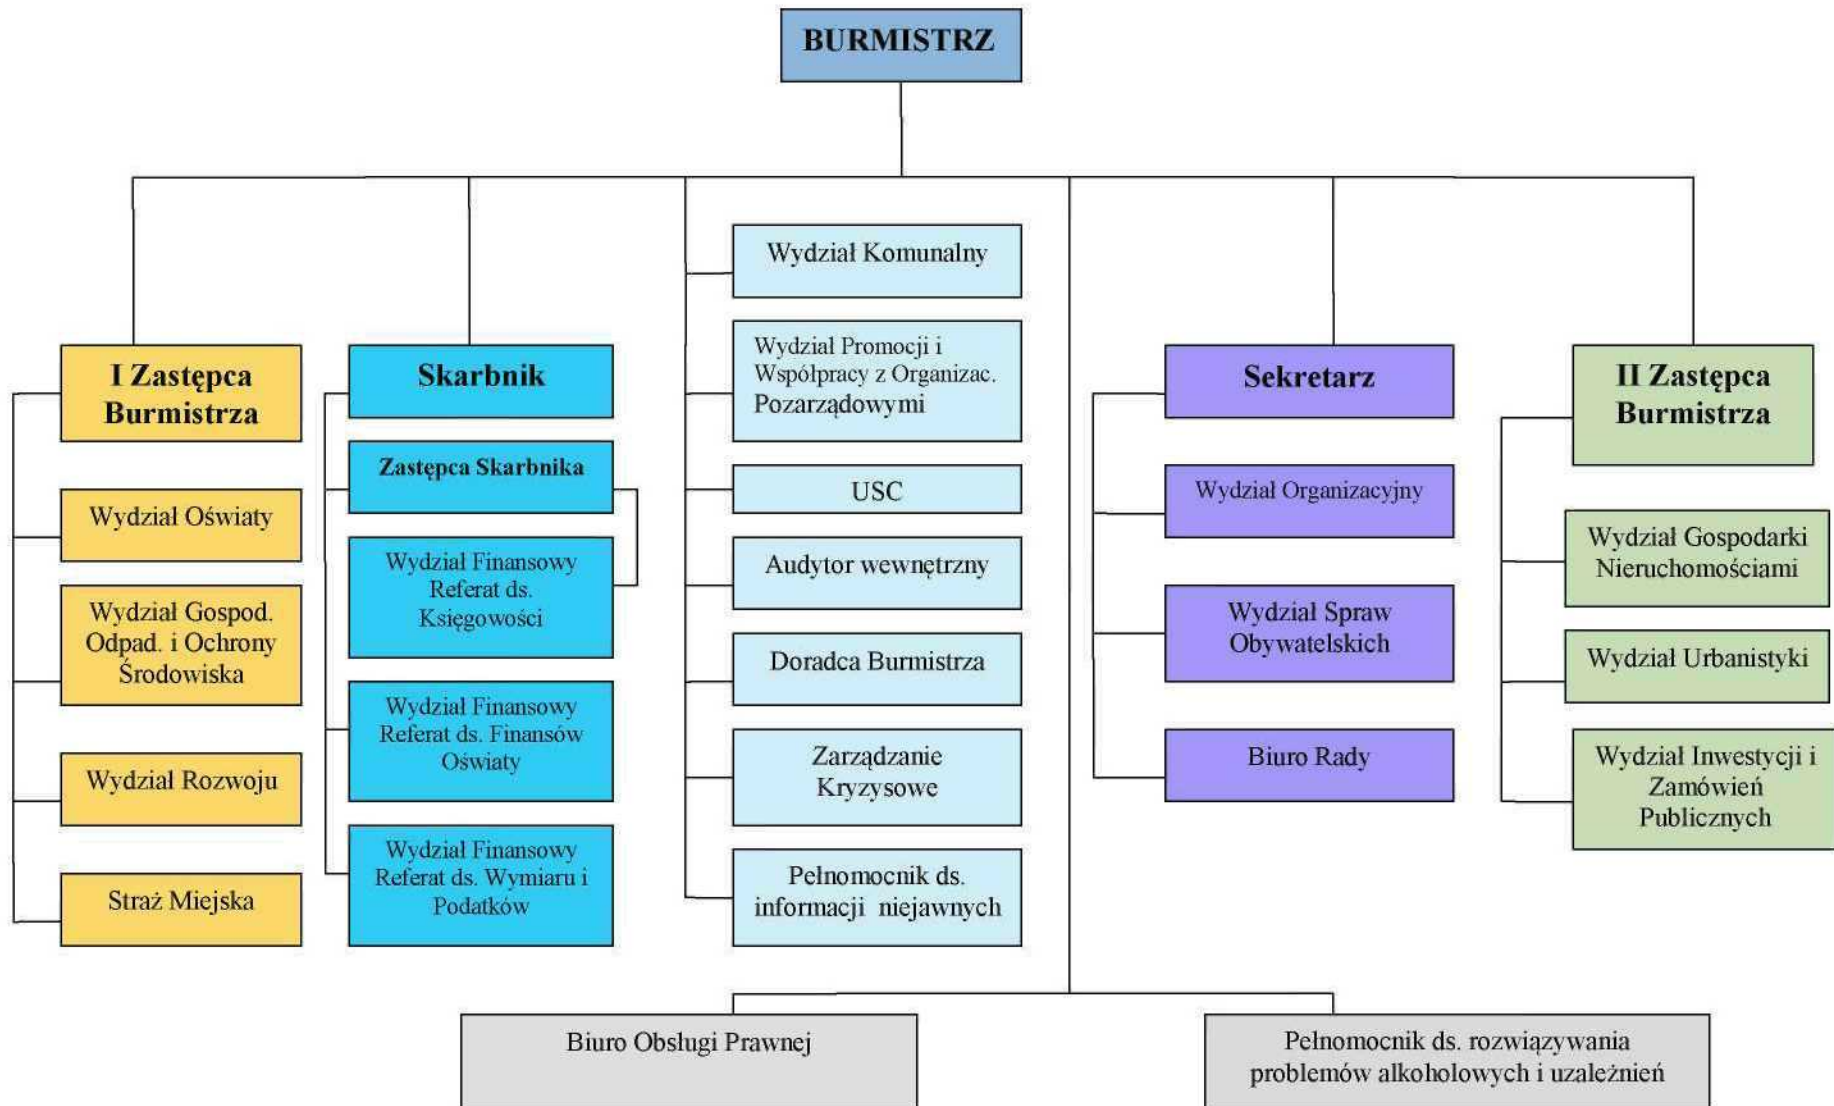 BURMISTRZ
I Zastępca
Burmistrza
Wydział Oświaty
Wydział Gospod.
Odpad. i Ochrony
Środowiska
Wydział Rozwoju
Straż Miejska
Skarbnik
Zastępca Skarbnika
Wydział Finansowy
Referat ds.
Księgowości
Wydział Finansowy
Referat ds. Finansów
Oświaty
Wydział Finansowy
Referat ds. Wymiaru i
Podatków
Wydział Komunalny
Wydział Promocji i
Współpracy z Organizac.
Pozarządowymi
USC
Audytor wewnętrzny
Doradca Burmistrza
Zarządzanie
Kryzysowe
Pełnomocnik ds.
informacji niejawnych
Sekretarz
Wydział Organizacyjny
Wydział Spraw
Obywatelskich
Biuro Rady
II Zastępca
Burmistrza
Wydział Gospodarki
Nieruchomościami
Wydział Urbanistyki
Wydział Inwestycji i
Zamówień
Publicznych
Biuro Obsługi Prawnej
Pełnomocnik ds. rozwiązywania
problemów alkoholowych i uzależnień